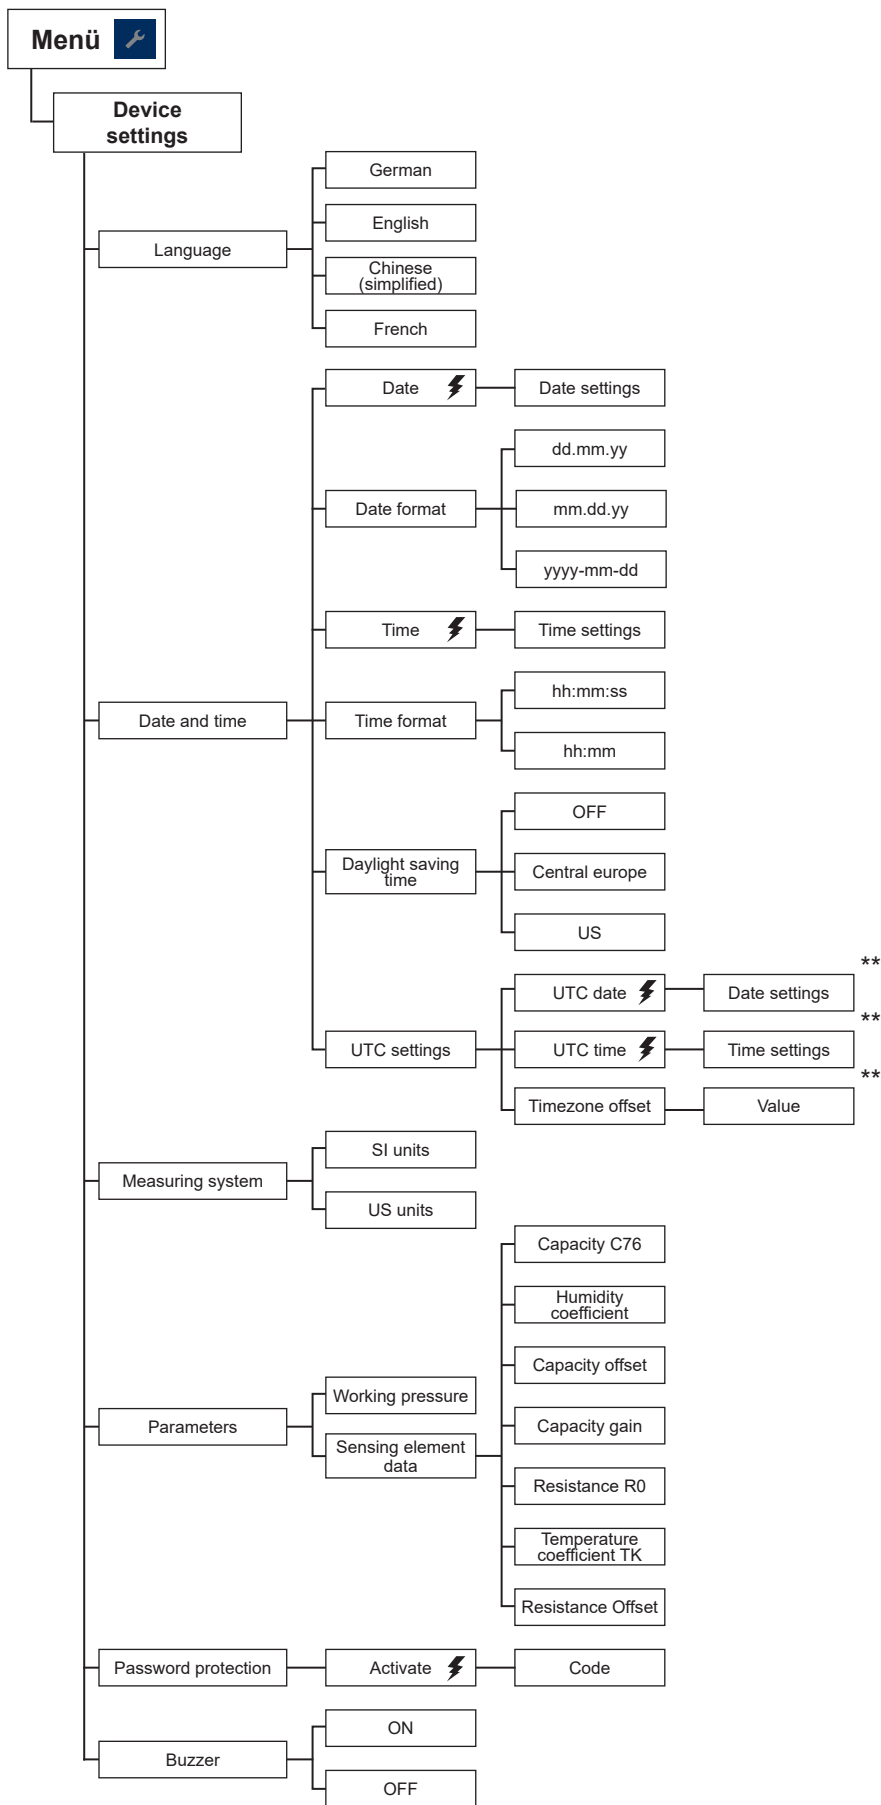 Menü
Device
settings
Language
German
English
Chinese
(simplified)
French
Date and time
Date
Date settings
Date format
dd.mm.yy
mm.dd.yy
yyyy-mm-dd
Time
Time settings
Time format
hh:mm:ss
hh:mm
Daylight saving
time
OFF
Central europe
US
UTC settings
**
UTC date
Date settings
**
UTC time
Time settings
**
Timezone offset
Value
Measuring system
SI units
US units
Parameters
Working pressure
Sensing element
data
Capacity C76
Humidity
coefficient
Capacity offset
Capacity gain
Resistance R0
Temperature
coefficient TK
Resistance Offset
Password protection
Activate
Code
Buzzer
ON
OFF